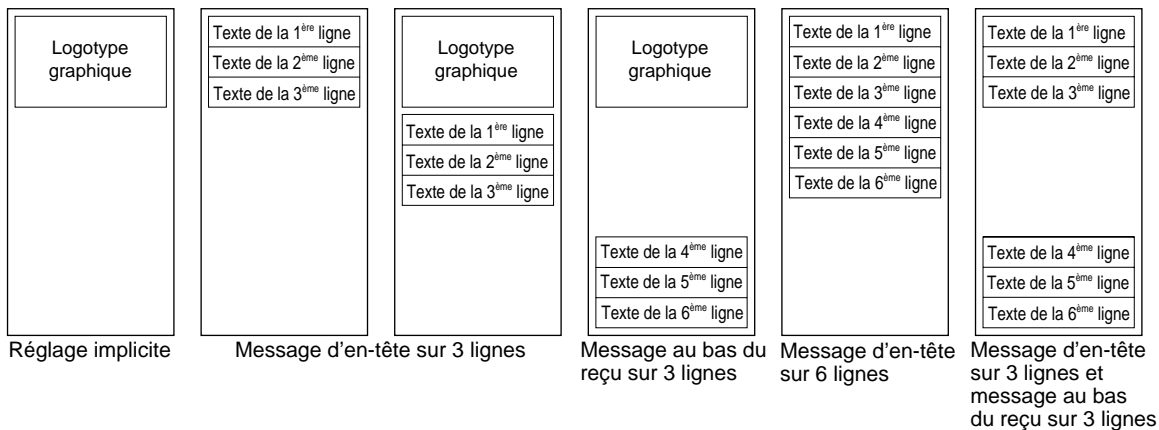 Logotype
graphique
Texte de la 1ère ligne
Texte de la 2ème ligne
Texte de la 3ème ligne
Logotype
graphique
Texte de la 1ère ligne
Texte de la 2ème ligne
Texte de la 3ème ligne
Logotype
graphique
Texte de la 4ème ligne
Texte de la 5ème ligne
Texte de la 6ème ligne
Texte de la 1ère ligne
Texte de la 2ème ligne
Texte de la 3ème ligne
Texte de la 4ème ligne
Texte de la 5ème ligne
Texte de la 6ème ligne
Texte de la 1ère ligne
Texte de la 2ème ligne
Texte de la 3ème ligne
Texte de la 4ème ligne
Texte de la 5ème ligne
Texte de la 6ème ligne
Réglage implicite
Message d'en-tête sur 3 lignes
Message au bas du
reçu sur 3 lignes
Message d'en-tête
sur 6 lignes
Message d'en-tête
sur 3 lignes et
message au bas
du reçu sur 3 lignes